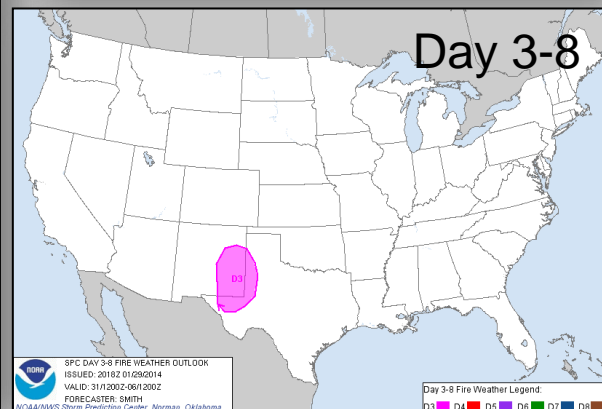 Day 3-8
D3
NOAA
SPC DAY 3-8 FIRE WEATHER OUTLOOK
ISSUED: 2018Z 01/29/2014
VALID: 31/1200Z-06/1200Z
FORECASTER: SMITH
NOAA/NWS Storm Prediction Center, Norman, Oklahoma
Day 3-8 Fire Weather Legend:
D3 D4 D5 D6 D7 D8